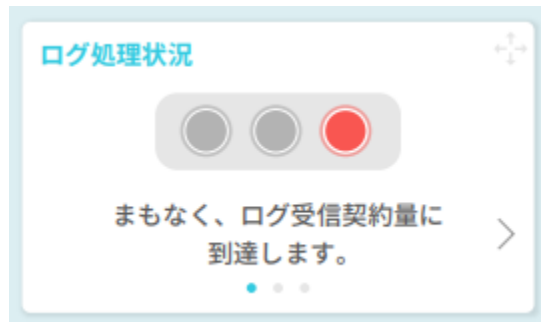 ログ処理状況
まもなく、ログ受信契約量に
到達します。